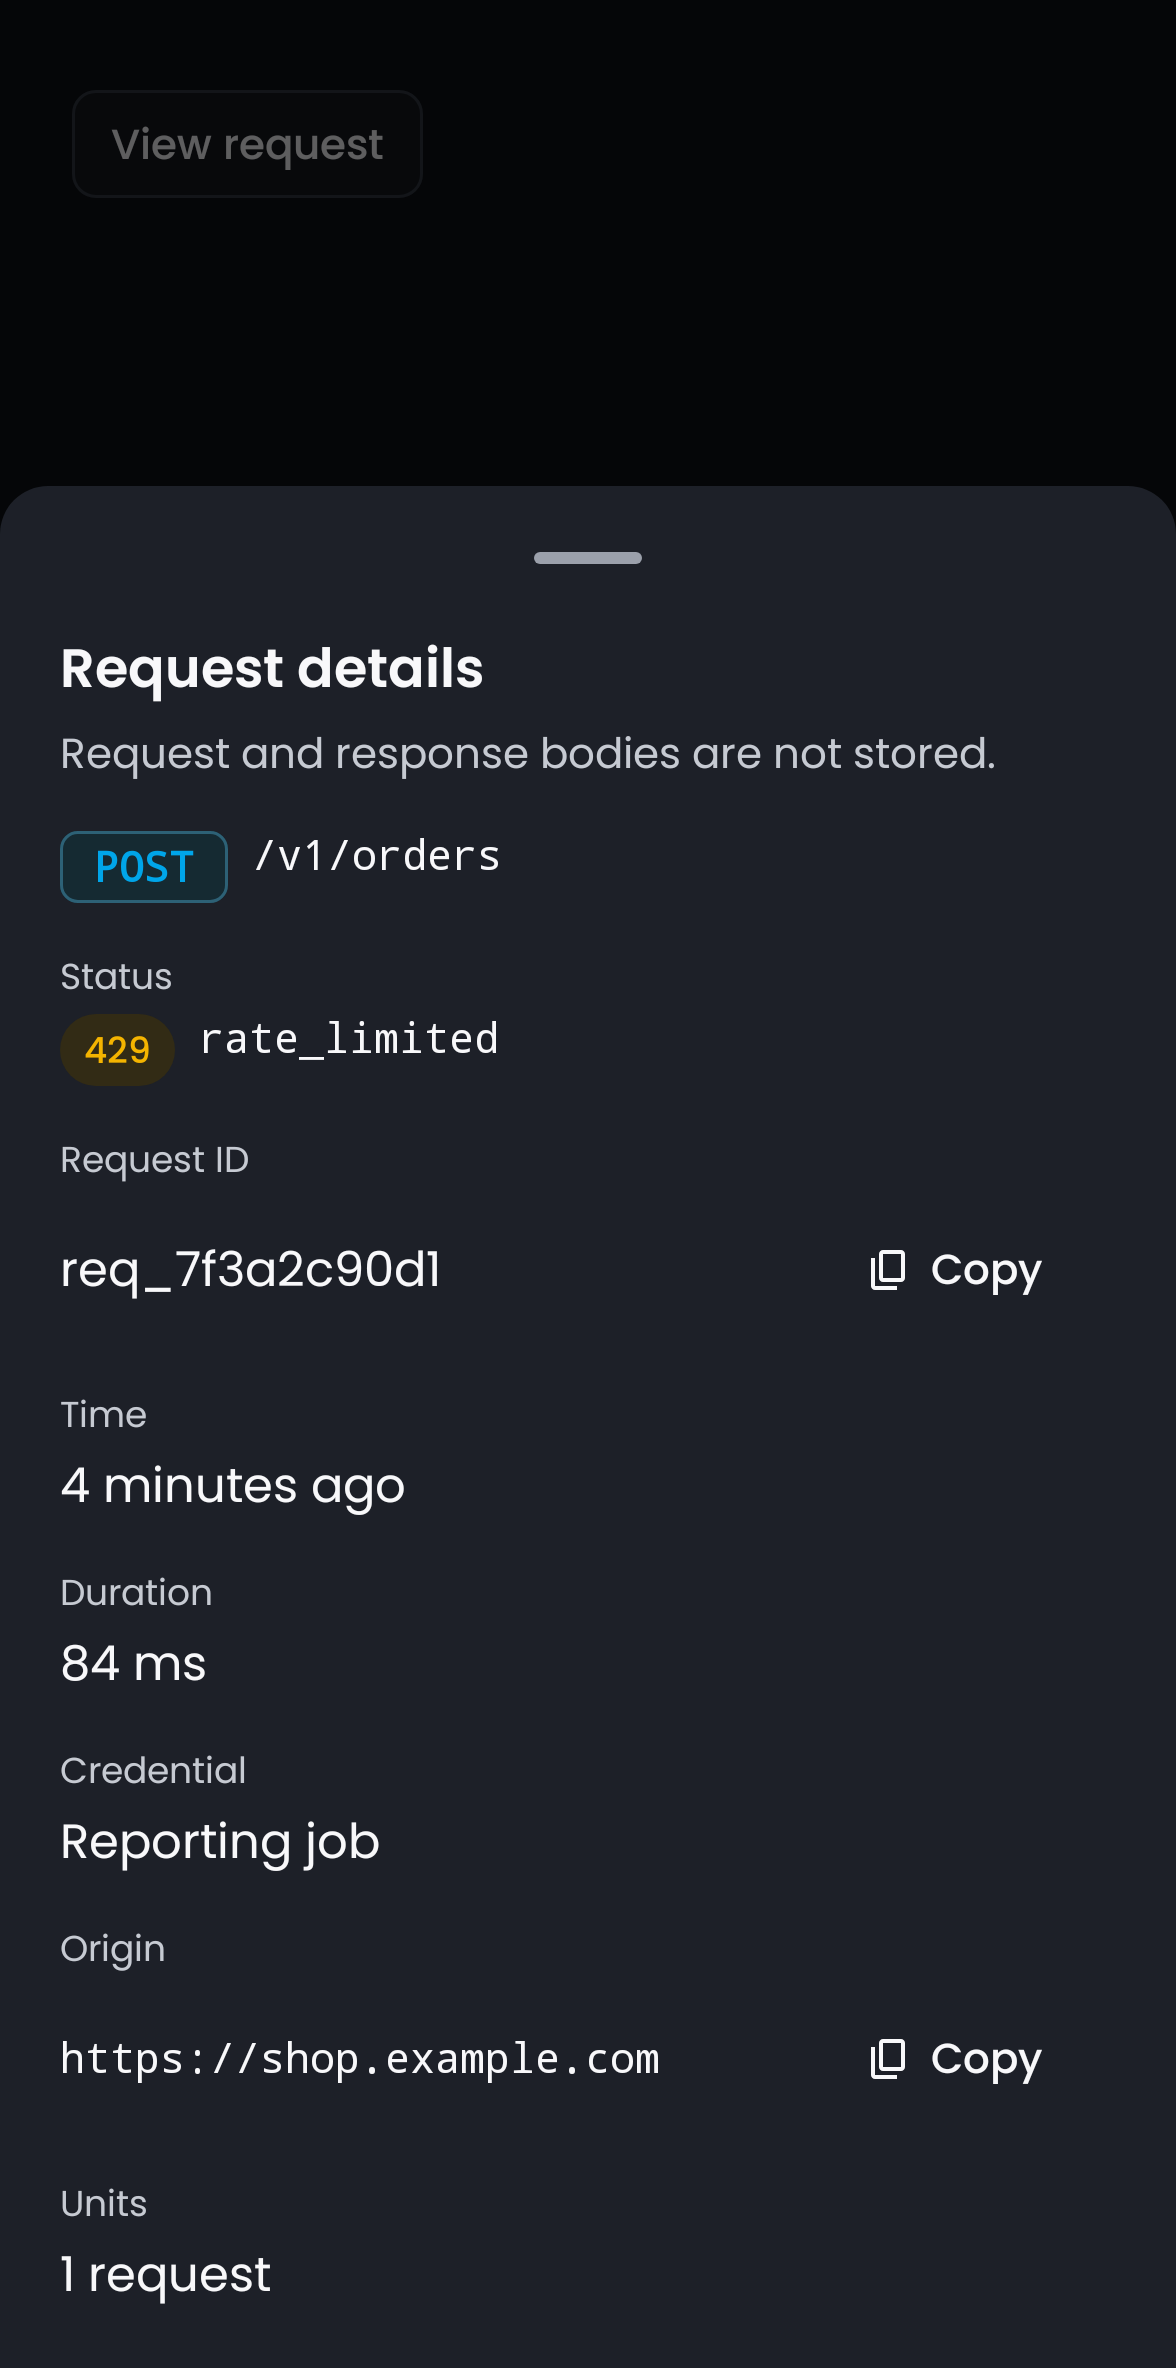 View request
Request details
Request and response bodies are not stored.
POST /v1/orders
Status
429 rate_limited
Request ID
req_7f3a2c90d1 Copy
Time
4 minutes ago
Duration
84 ms
Credential
Reporting job
Origin
https://shop.example.com Copy
Units
1 request